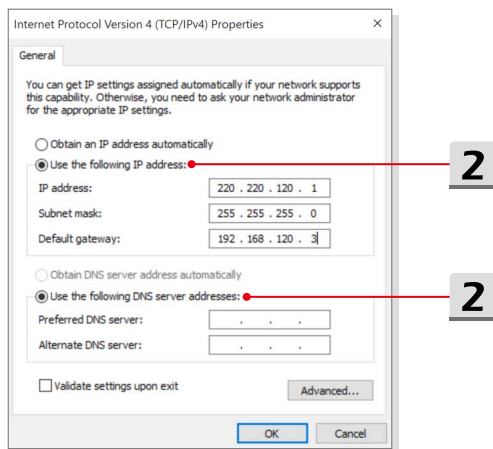 Internet Protocol Version 4 (TCP/IPv4) Properties
General
You can get IP settings assigned automatically if your network supports
this capability. Otherwise, you need to ask your network administrator
for the appropriate IP settings.
Obtain an IP address automatically
Use the following IP address:
2
IP address: 220 . 220 . 120 . 1
Subnet mask: 255 . 255 . 255 . 0
Default gateway: 192 . 168 . 120 . 3
Obtain DNS server address automatically
Use the following DNS server addresses:
2
Preferred DNS server: . . .
Alternate DNS server: . . .
Validate settings upon exit
Advanced...
OK Cancel